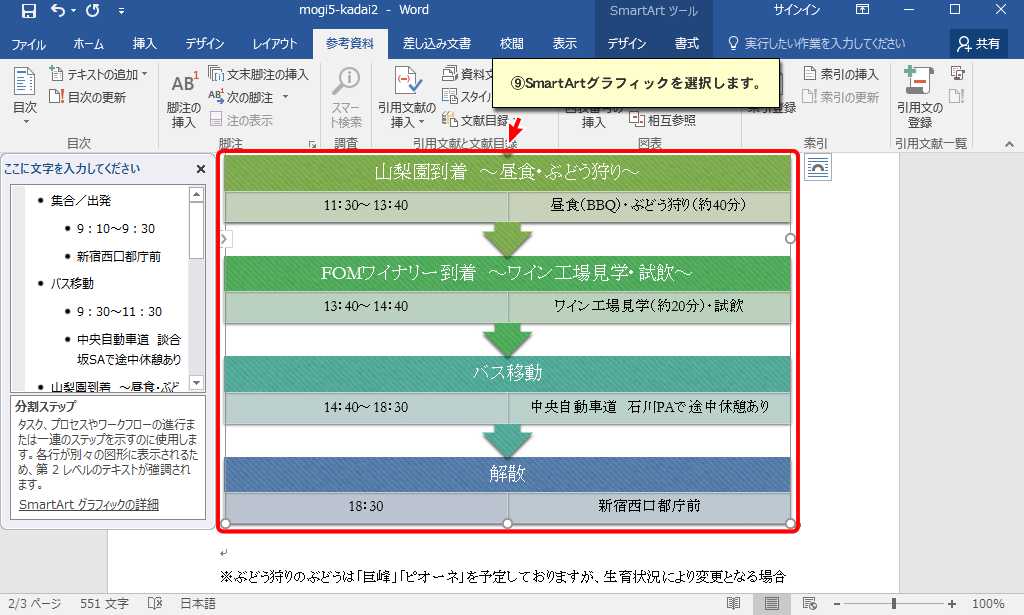 mogi5-kadai2 - Word
SmartArt ツール
サインイン
ファイル ホーム 挿入 デザイン レイアウト 参考資料 差し込み文書 校閲 表示 デザイン 書式 実行したい作業を入力してください 共有
⑨SmartArtグラフィックを選択します。
目次
テキストの追加
目次の更新
目次
AB1
脚注の
挿入
文末脚注の挿入
次の脚注
注の表示
脚注
スマー
ト検索
調査
引用文献の
挿入
資料文
スタイル
文献目録
引用文献と文献目録
挿入
相互参照
図表
索引登録
索引の挿入
索引の更新
索引
引用文の
登録
引用文献一覧
ここに文字を入力してください
集合／出発
9：10～9：30
新宿西口都庁前
バス移動
9：30～11：30
中央自動車道 談合
坂SAで途中休憩あり
山梨園到着 ～昼食・ぶど
分割ステップ
タスク、プロセスやワークフローの進行ま
たは一連のステップを示すのに使用しま
す。各行が別々の図形に表示されるた
め、第 2 レベルのテキストが強調されま
す。
SmartArt グラフィックの詳細
山梨園到着 ～昼食・ぶどう狩り～
11：30～13：40 昼食（BBQ）・ぶどう狩り（約40分）
FOMワイナリー到着 ～ワイン工場見学・試飲～
13：40～14：40 ワイン工場見学（約20分）・試飲
バス移動
14：40～18：30 中央自動車道 石川PAで途中休憩あり
解散
18：30 新宿西口都庁前
※ぶどう狩りのぶどうは「巨峰」「ピオーネ」を予定しておりますが、生育状況により変更となる場合
2/3 ページ 551 文字 日本語 100%